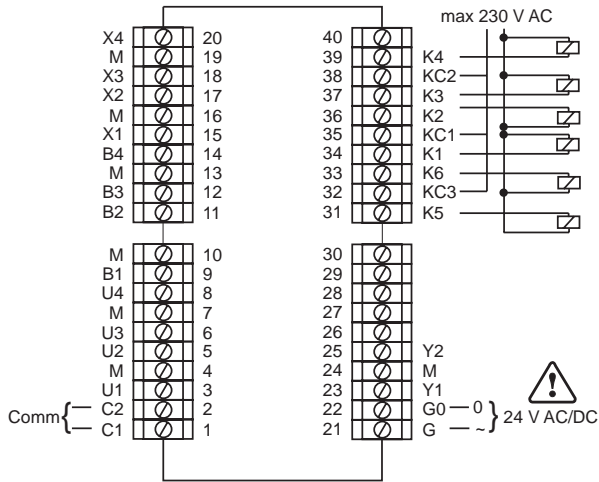 max 230 V AC
X4 20 40
M 19 39 K4
X3 18 38 KC2
X2 17 37 K3
M 16 36 K2
X1 15 35 KC1
B4 14 34 K1
M 13 33 K6
B3 12 32 KC3
B2 11 31 K5
M 10 30
B1 9 29
U4 8 28
M 7 27
U3 6 26
U2 5 25 Y2
M 4 24 M
U1 3 23 Y1
C2 2 22 G0 0
Comm { } 24 V AC/DC
C1 1 21 G ~
!